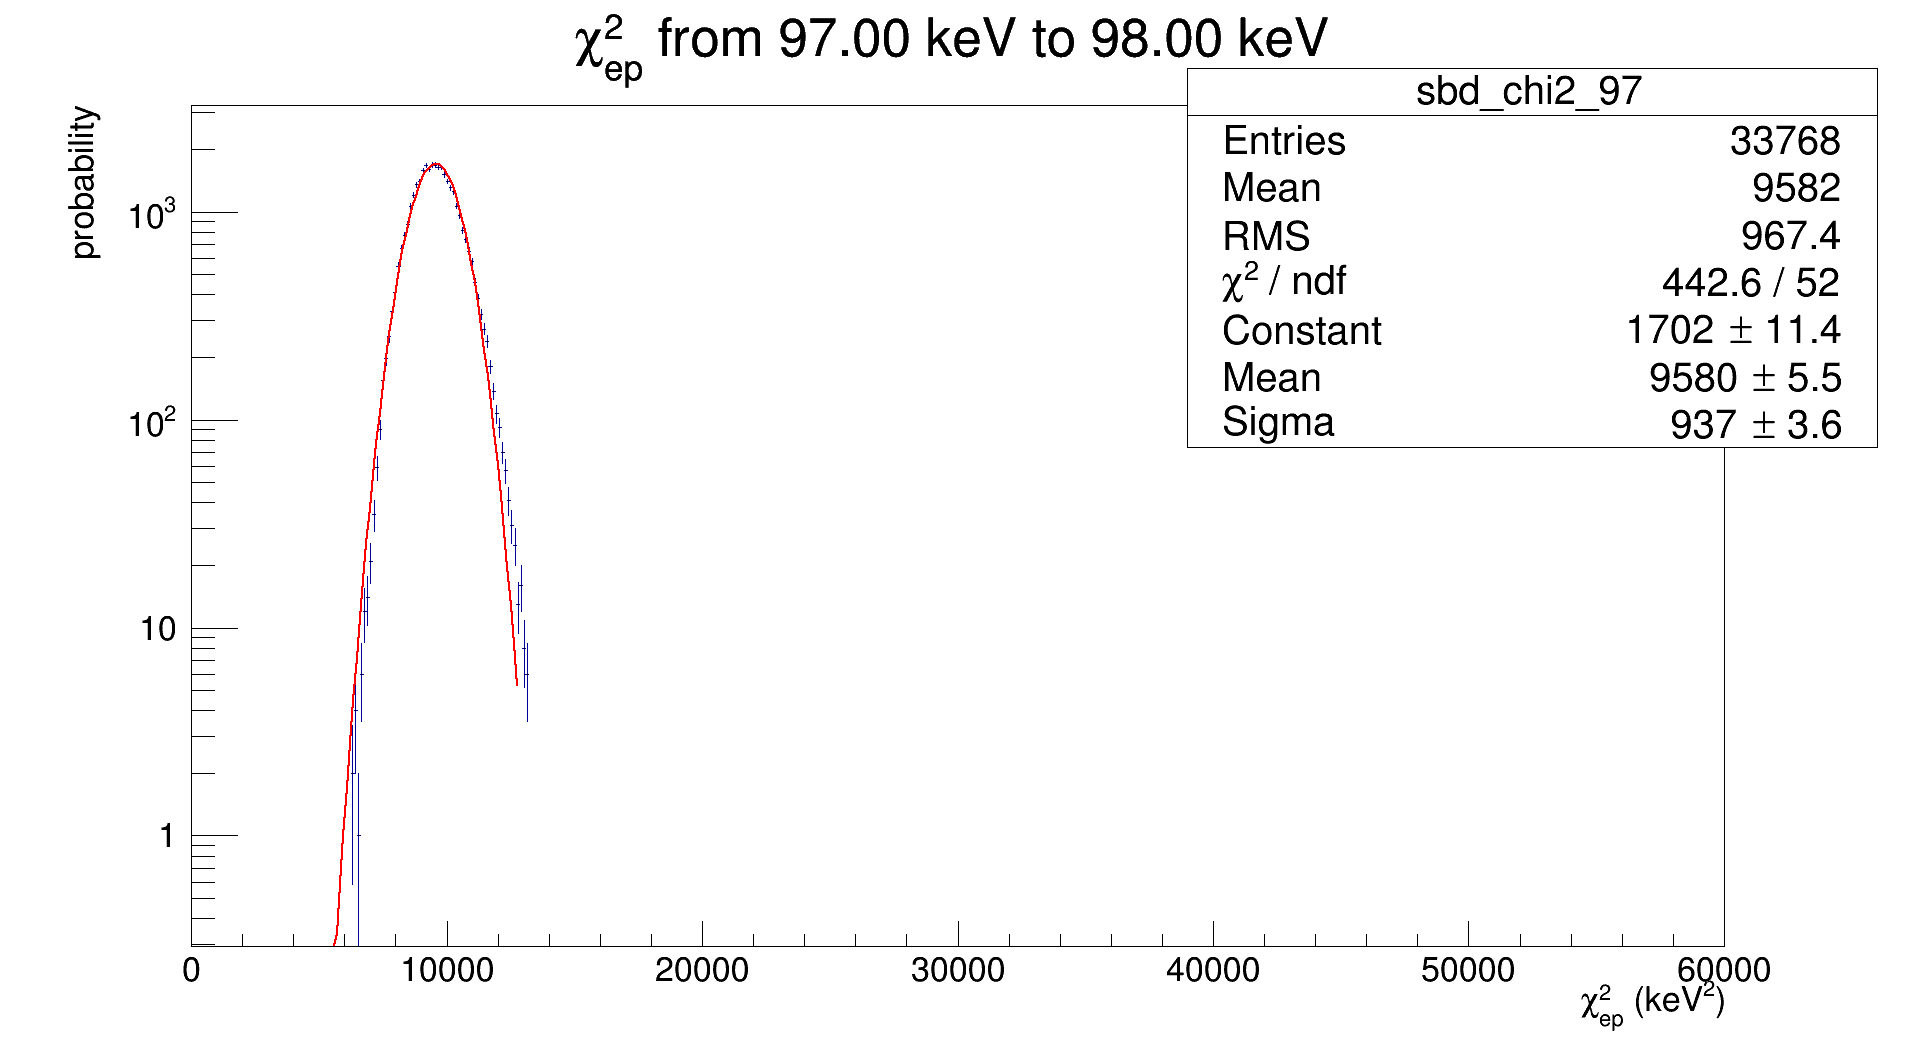 χ²ep from 97.00 keV to 98.00 keV
sbd_chi2_97
Entries 33768
Mean 9582
RMS 967.4
χ² / ndf 442.6 / 52
Constant 1702 ± 11.4
Mean 9580 ± 5.5
Sigma 937 ± 3.6
probability
10³
10²
10
1
0 10000 20000 30000 40000 50000 60000
χ²ep (keV²)